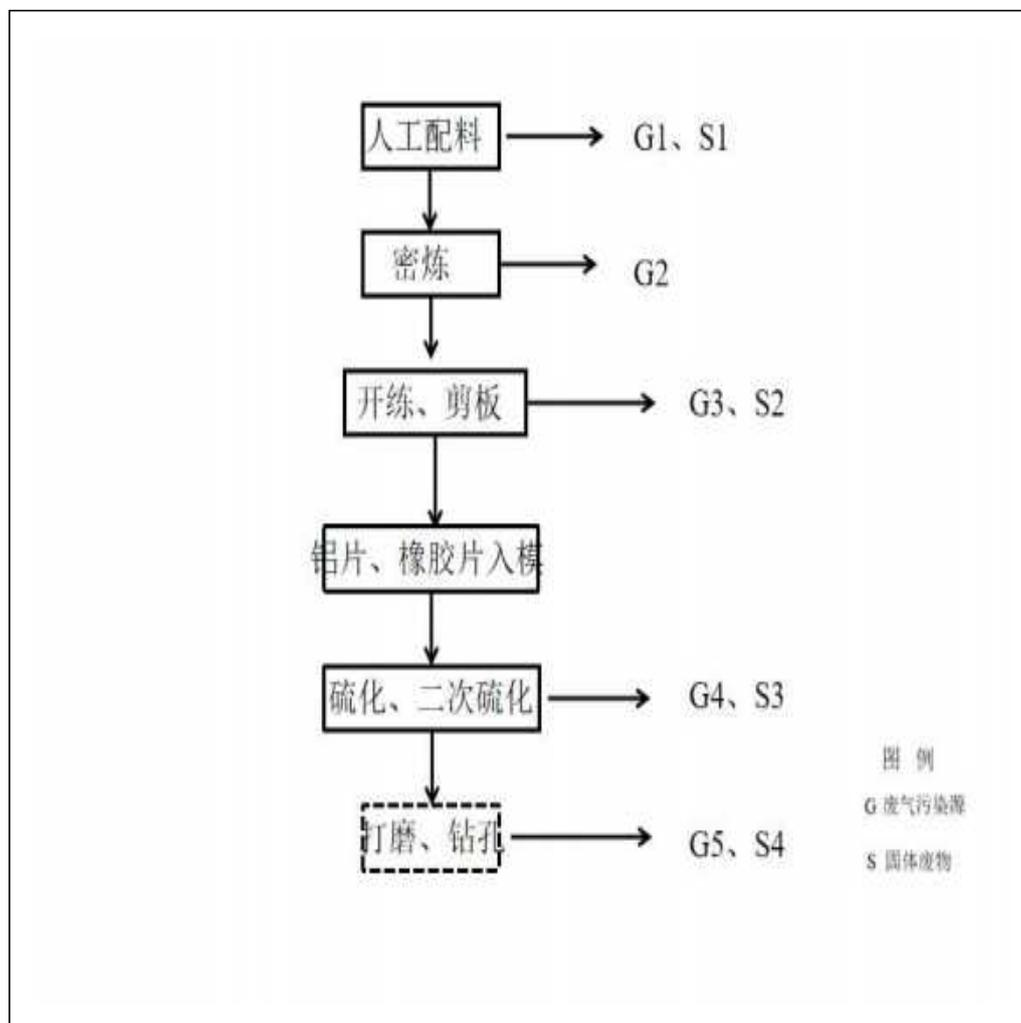 人工配料
G1、S1
密炼
G2
开练、剪板
G3、S2
铝片、橡胶片入模
硫化、二次硫化
G4、S3
打磨、钻孔
G5、S4
图 例
G 废气污染源
S 固体废物